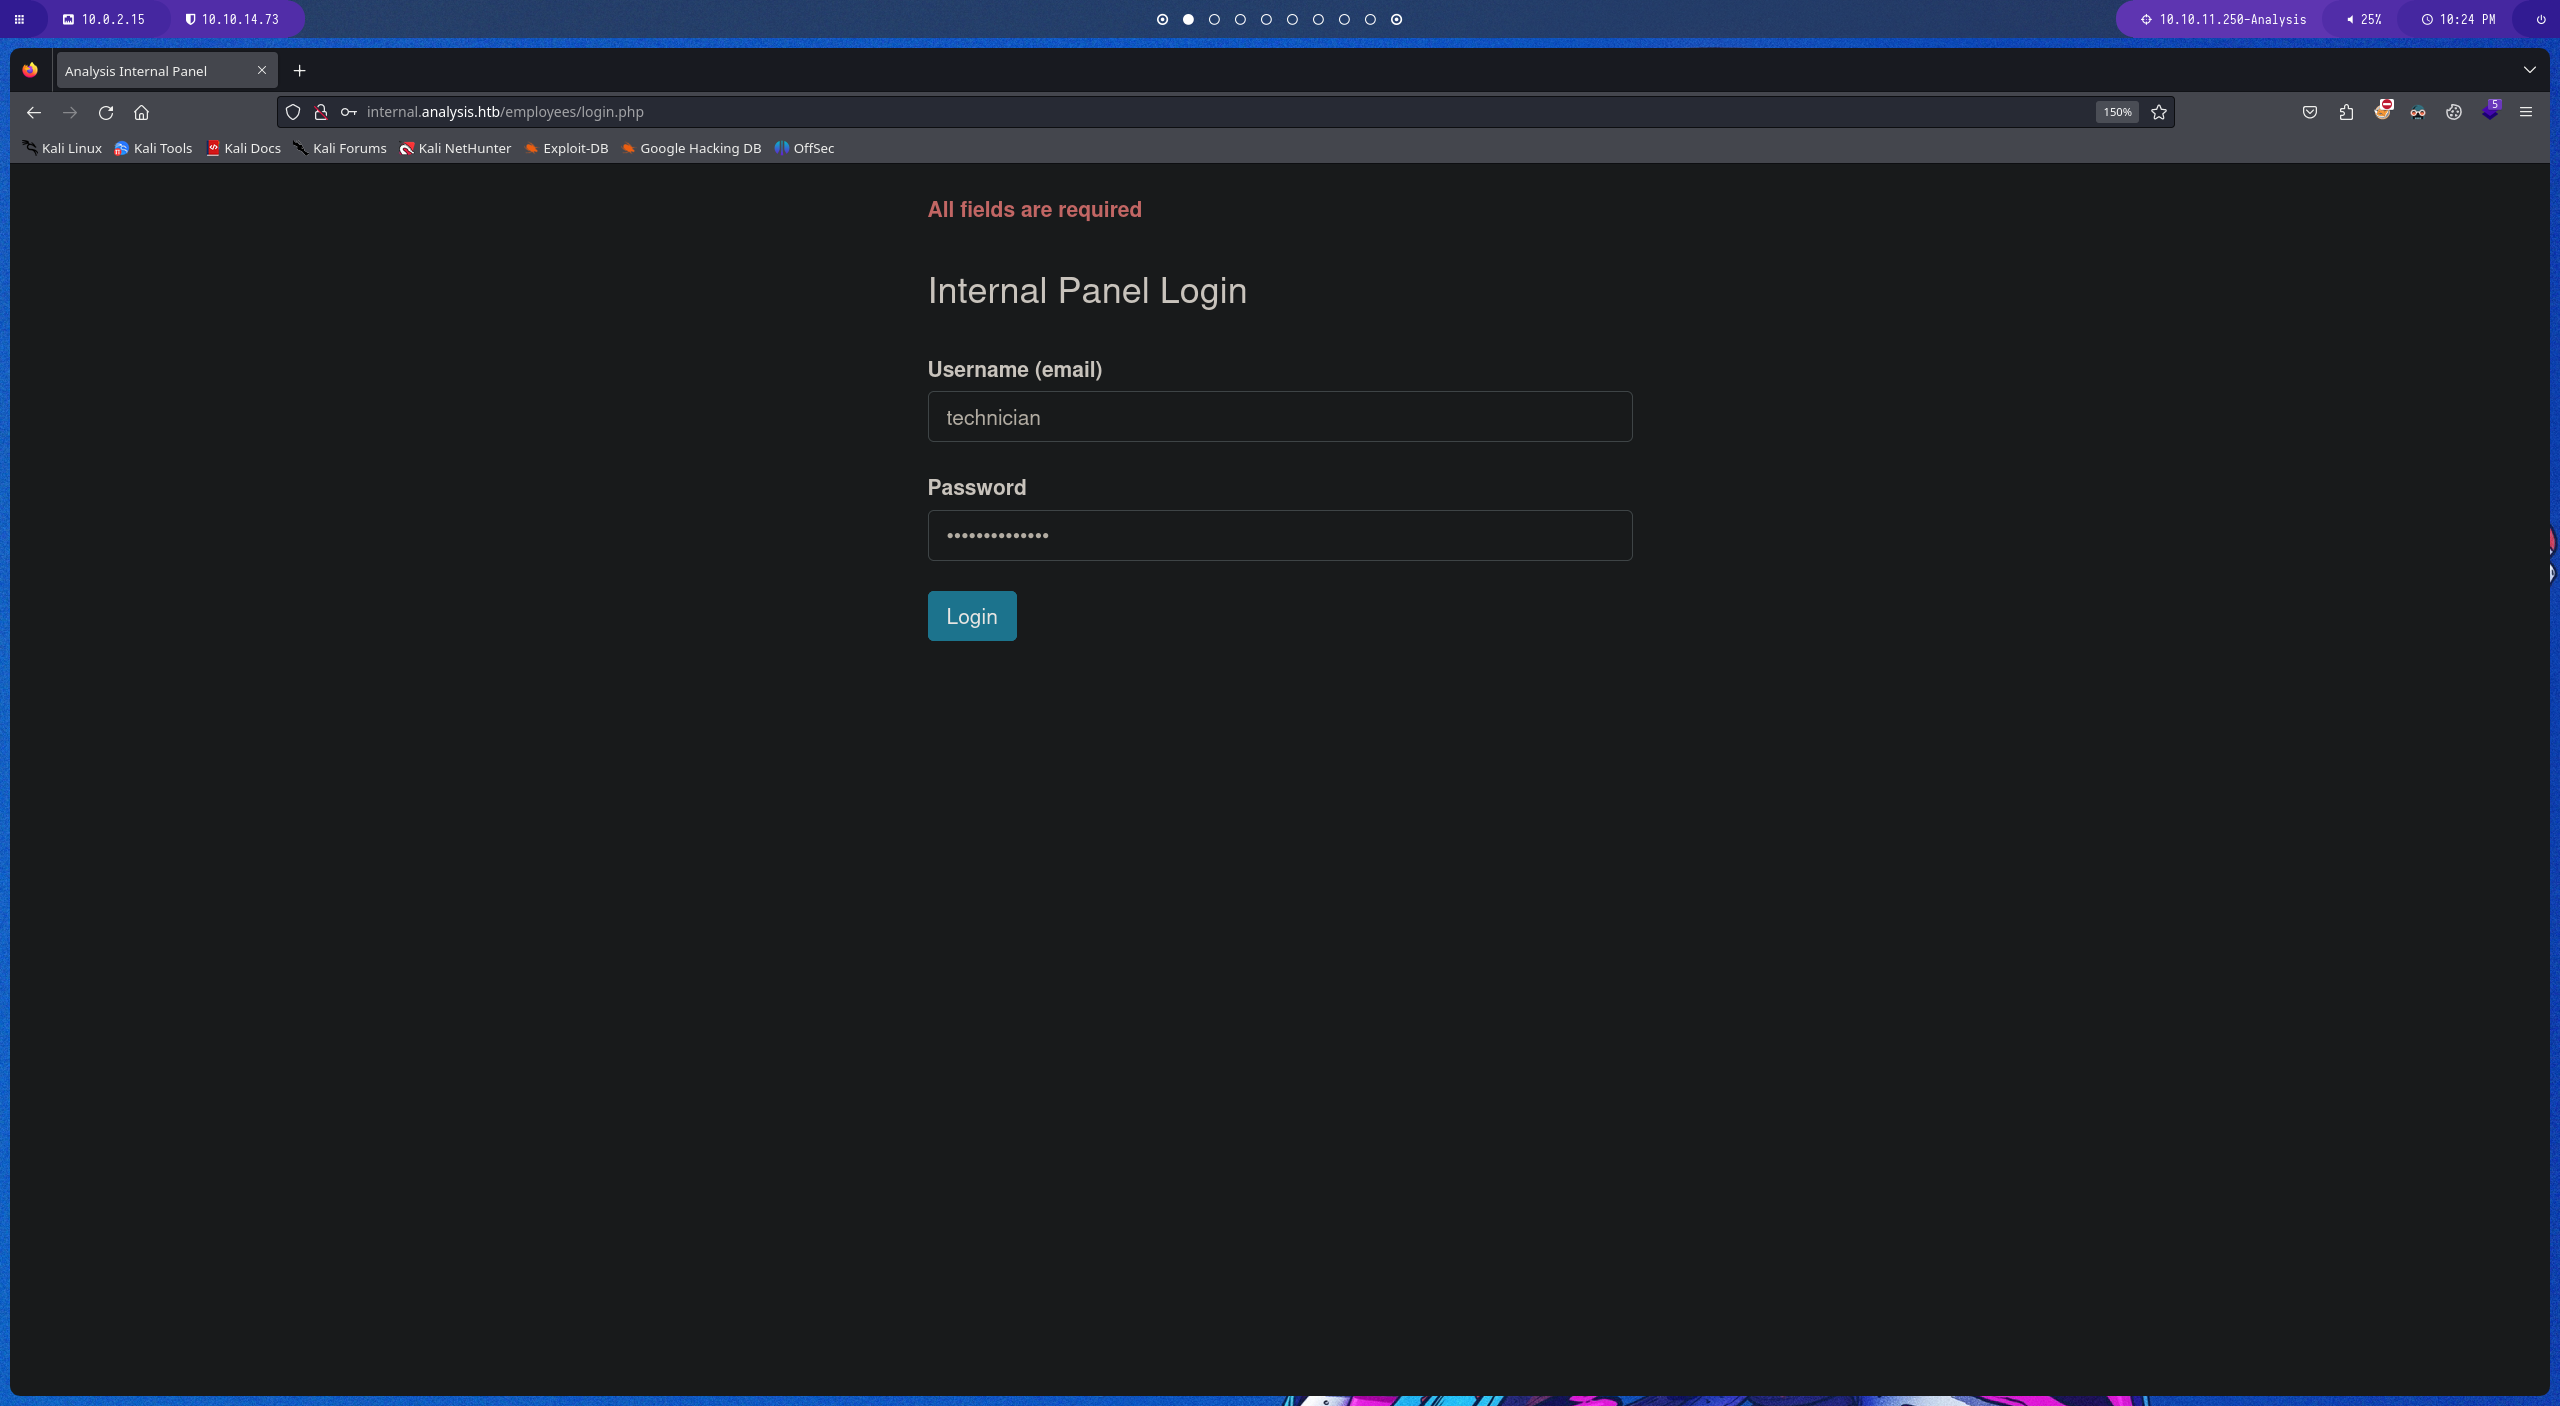 10.0.2.15 10.10.14.73 10.10.11.250-Analysis 25% 10:24 PM
Analysis Internal Panel
internal.analysis.htb/employees/login.php 150% 5
Kali Linux Kali Tools Kali Docs Kali Forums Kali NetHunter Exploit-DB Google Hacking DB OffSec
All fields are required
Internal Panel Login
Username (email)
technician
Password
••••••••••••••
Login